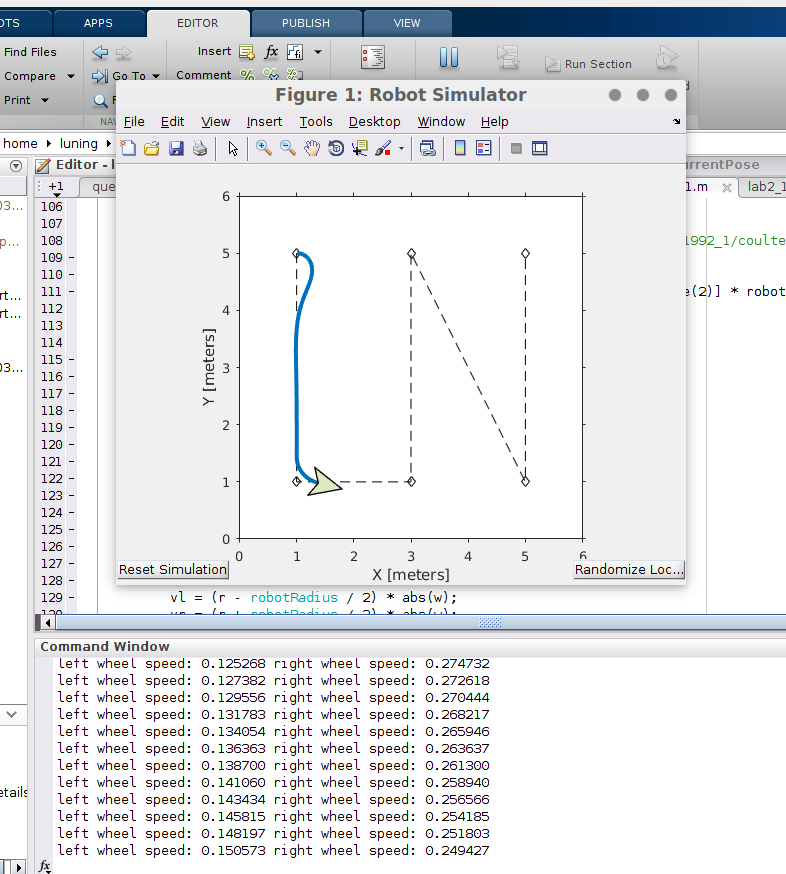 OTS APPS EDITOR PUBLISH VIEW
Find Files Insert fx
Compare Go To Comment Run Section
Print
Figure 1: Robot Simulator
home luning File Edit View Insert Tools Desktop Window Help
Editor - urrentPose
+1 que 1.m lab2_1
106
107
108 1992_1/coulte
109
110
111 e(2)] * robot
112
113
114
115
116
117
118
119
120
121
122
123
124
125
126
127
128
6
5
4
3
2
1
0
Y [meters]
0 1 2 3 4 5 6
X [meters]
Reset Simulation Randomize Loc...
129 vl = (r - robotRadius / 2) * abs(w);
Command Window
left wheel speed: 0.125268 right wheel speed: 0.274732
left wheel speed: 0.127382 right wheel speed: 0.272618
left wheel speed: 0.129556 right wheel speed: 0.270444
left wheel speed: 0.131783 right wheel speed: 0.268217
left wheel speed: 0.134054 right wheel speed: 0.265946
left wheel speed: 0.136363 right wheel speed: 0.263637
left wheel speed: 0.138700 right wheel speed: 0.261300
left wheel speed: 0.141060 right wheel speed: 0.258940
left wheel speed: 0.143434 right wheel speed: 0.256566
left wheel speed: 0.145815 right wheel speed: 0.254185
left wheel speed: 0.148197 right wheel speed: 0.251803
left wheel speed: 0.150573 right wheel speed: 0.249427
fx
etails